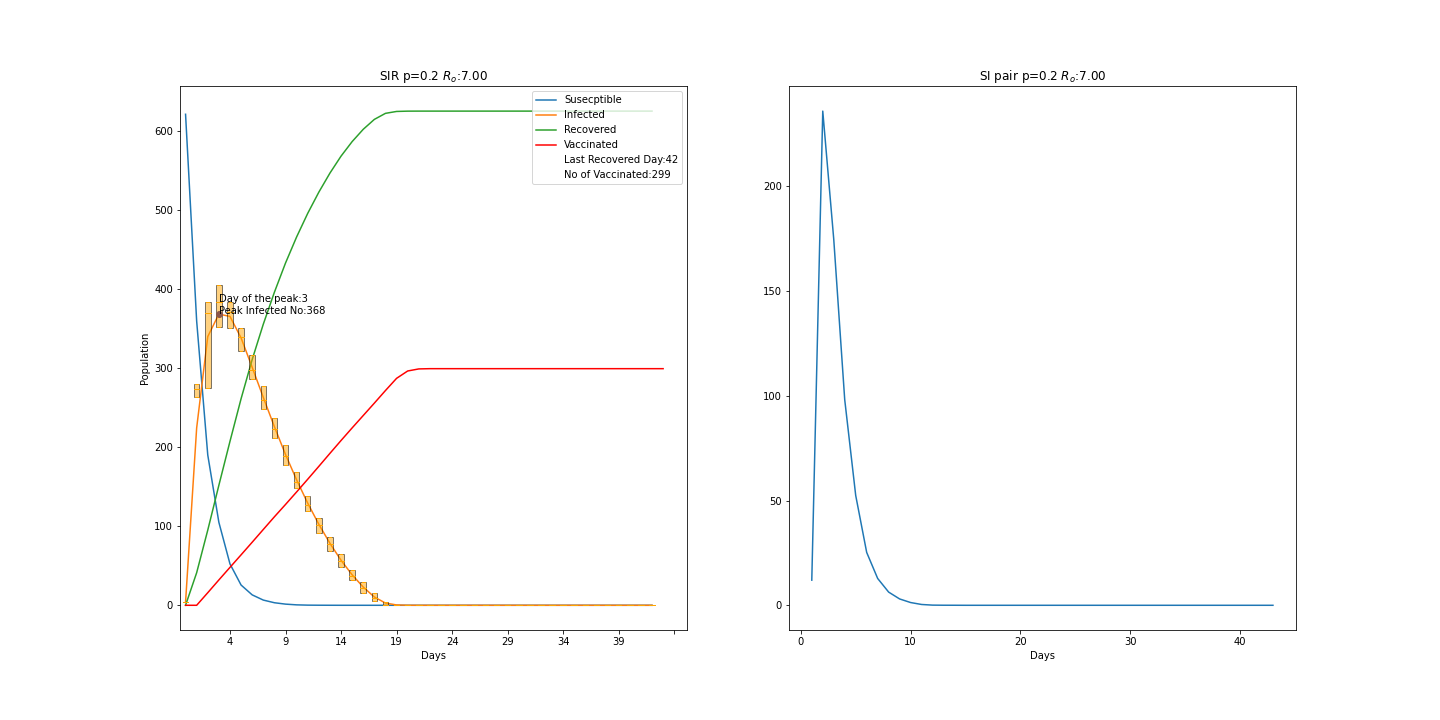 SIR p=0.2 Rₒ:7.00
Susecptible
Infected
Recovered
Vaccinated
Last Recovered Day:42
No of Vaccinated:299
Day of the peak:3
Peak Infected No:368
Population
600
500
400
300
200
100
0
4 9 14 19 24 29 34 39
Days
SI pair p=0.2 Rₒ:7.00
200
150
100
50
0
0 10 20 30 40
Days